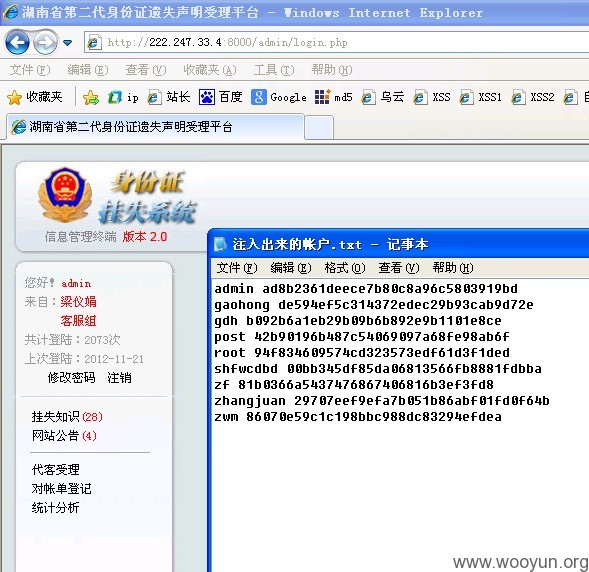 湖南省第二代身份证遗失声明受理平台 - Windows Internet Explorer
http://222.247.33.4:8000/admin/login.php
文件(F) 编辑(E) 查看(V) 收藏夹(A) 工具(T) 帮助(H)
收藏夹 ip 站长 百度 Google md5 乌云 XSS XSS1 XSS2 自
湖南省第二代身份证遗失声明受理平台
身份证
挂失系统
信息管理终端 版本 2.0
您好! admin
来自：梁仪娟
客服组
共计登陆：2073次
上次登陆：2012-11-21
修改密码 注销
挂失知识(28)
网站公告(4)
代客受理
对帐单登记
统计分析
注入出来的帐户.txt - 记事本
文件(F) 编辑(E) 格式(O) 查看(V) 帮助(H)
admin ad8b2361deece7b80c8a96c5803919bd
gaohong de594ef5c314372edec29b93cab9d72e
gdh b092b6a1eb29b09b6b892e9b1101e8ce
post 42b90196b487c54069097a68fe98ab6f
root 94f834609574cd323573edf61d3f1ded
shfwcdbd 00bb345df85da06813566fb8881fdbba
zf 81b0366a5437476867406816b3ef3fd8
zhangjuan 29707eef9efa7b051b86abf01fd0f64b
zwm 86070e59c1c198bbc988dc83294efdea
www.wooyun.org